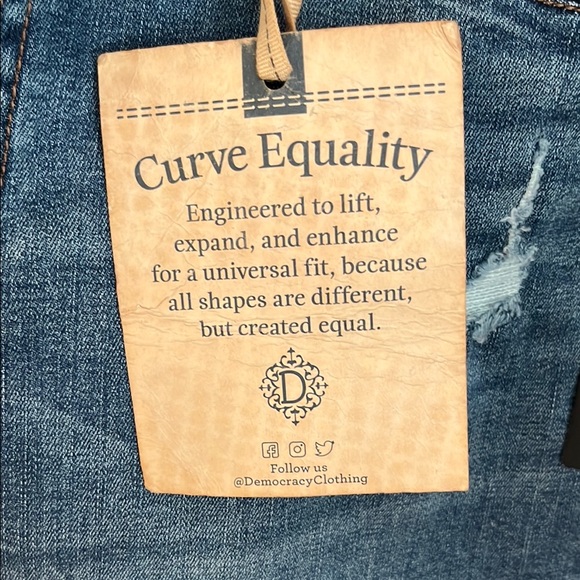 Curve Equality
Engineered to lift,
expand, and enhance
for a universal fit, because
all shapes are different,
but created equal.
D
Follow us
@DemocracyClothing